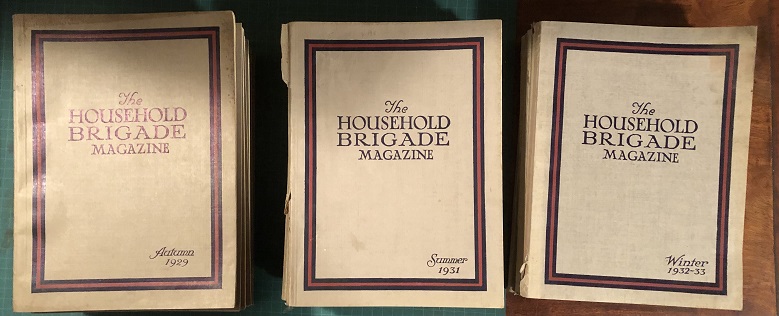 The
HOUSEHOLD
BRIGADE
MAGAZINE
Autumn
1929
The
HOUSEHOLD
BRIGADE
MAGAZINE
Summer
1931
The
HOUSEHOLD
BRIGADE
MAGAZINE
Winter
1932-33